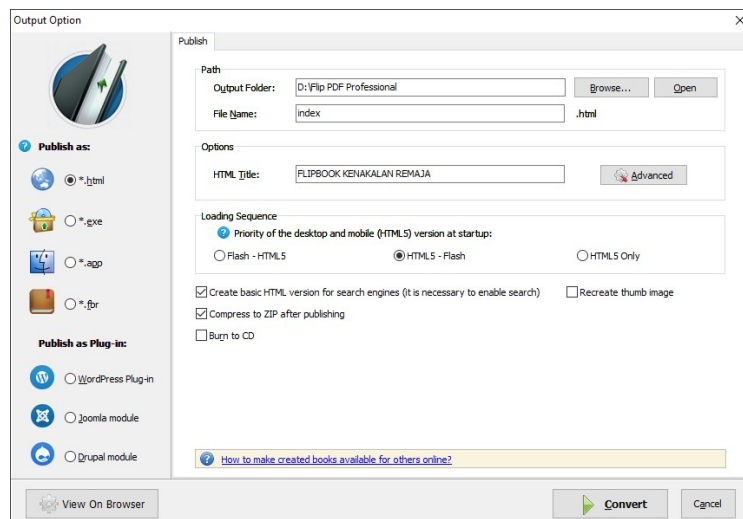 Output Option
Publish
Publish as:
*.html
*.exe
*.app
*.fbr
Publish as Plug-in:
WordPress Plug-in
Joomla module
Drupal module
Path
Output Folder: D:\Flip PDF Professional Browse... Open
File Name: index .html
Options
HTML Title: FLIPBOOK KENAKALAN REMAJA Advanced
Loading Sequence
Priority of the desktop and mobile (HTML5) version at startup:
Flash - HTML5 HTML5 - Flash HTML5 Only
Create basic HTML version for search engines (it is necessary to enable search) Recreate thumb image
Compress to ZIP after publishing
Burn to CD
How to make created books available for others online?
View On Browser Convert Cancel